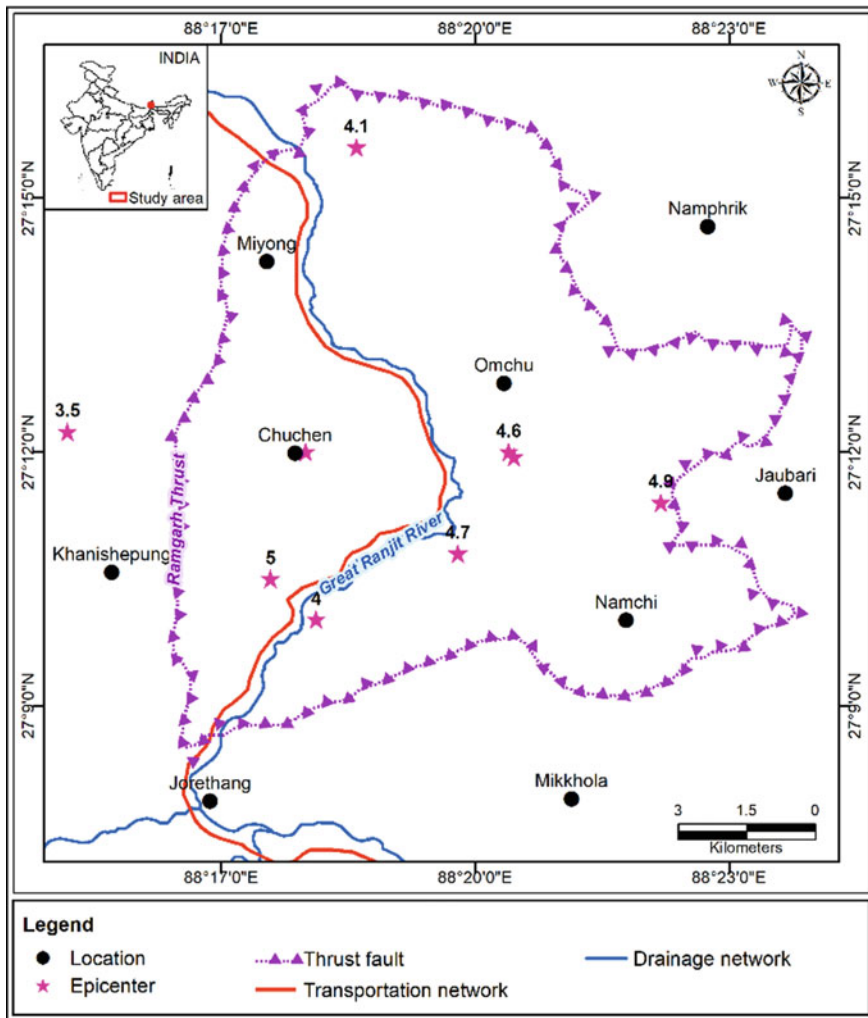 88°17'0"E
88°20'0"E
88°23'0"E
INDIA
Study area
N
W
E
S
4.1
27°15'0"N
27°15'0"N
Namphrik
Miyong
Omchu
3.5
4.6
Chuchen
27°12'0"N
27°12'0"N
4.9
Jaubari
Ramgarh Thrust
Great Ranjit River
4.7
Khanishepung
5
4
Namchi
27°9'0"N
27°9'0"N
Jorethang
Mikkhola
3
1.5
0
Kilometers
88°17'0"E
88°20'0"E
88°23'0"E
Legend
Location
Thrust fault
Drainage network
Epicenter
Transportation network